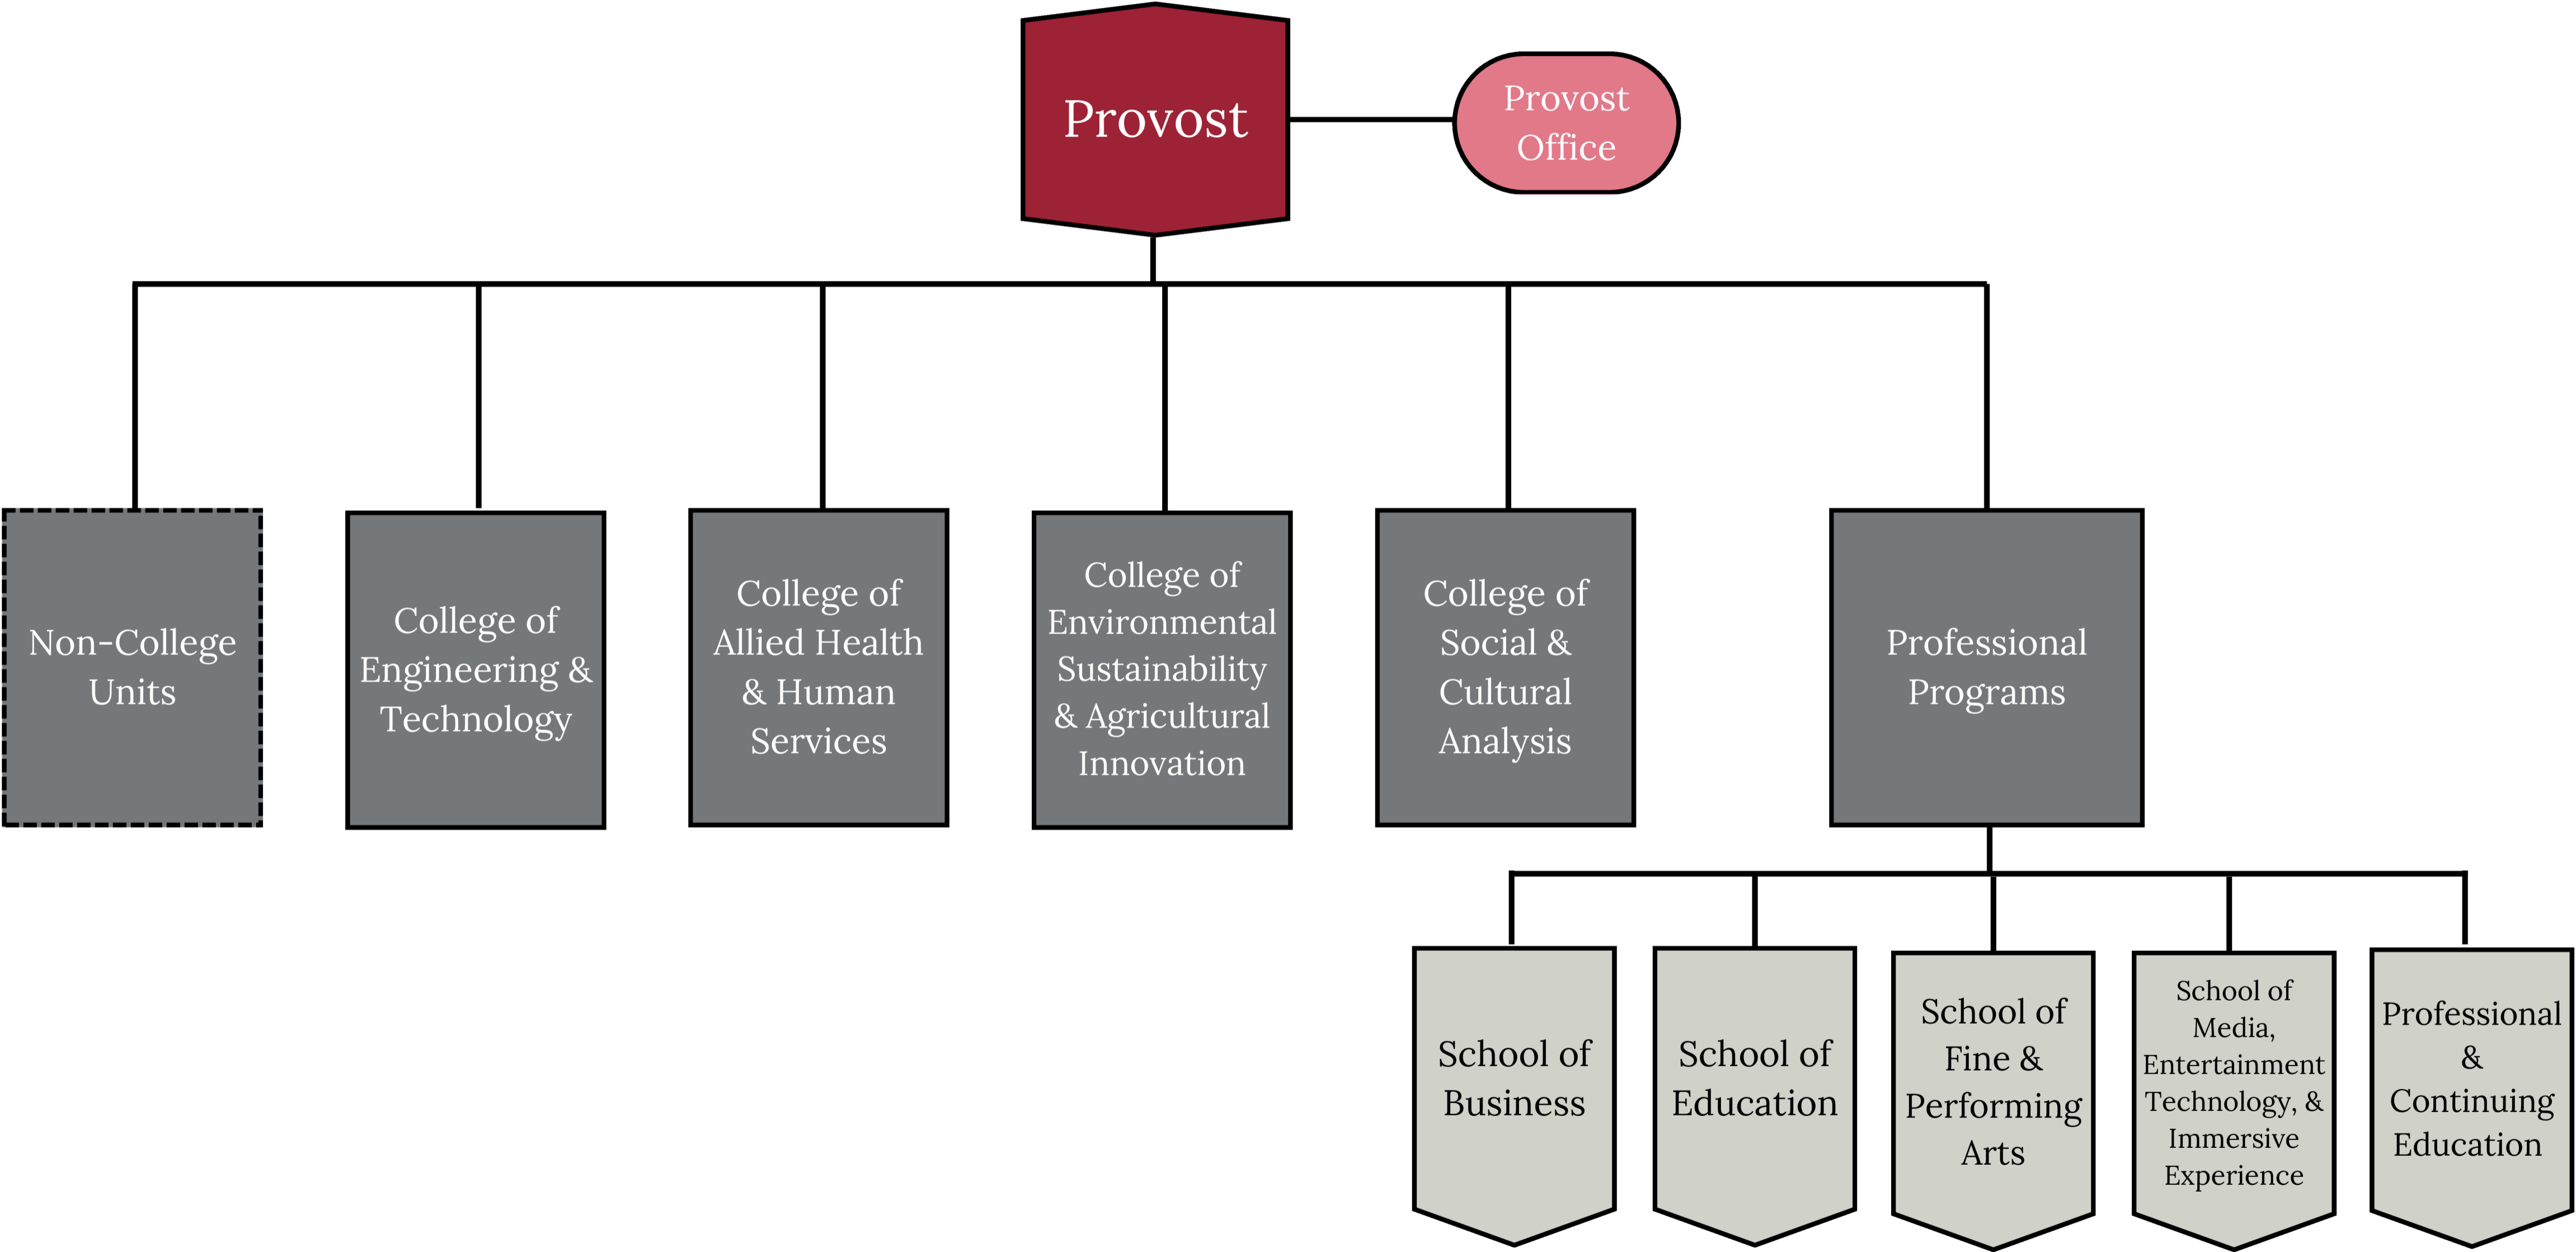 Provost
Provost
Office
Non-College
Units
College of
Engineering &
Technology
College of
Allied Health
& Human
Services
College of
Environmental
Sustainability
& Agricultural
Innovation
College of
Social &
Cultural
Analysis
Professional
Programs
School of
Business
School of
Education
School of
Fine &
Performing
Arts
School of
Media,
Entertainment
Technology, &
Immersive
Experience
Professional
&
Continuing
Education